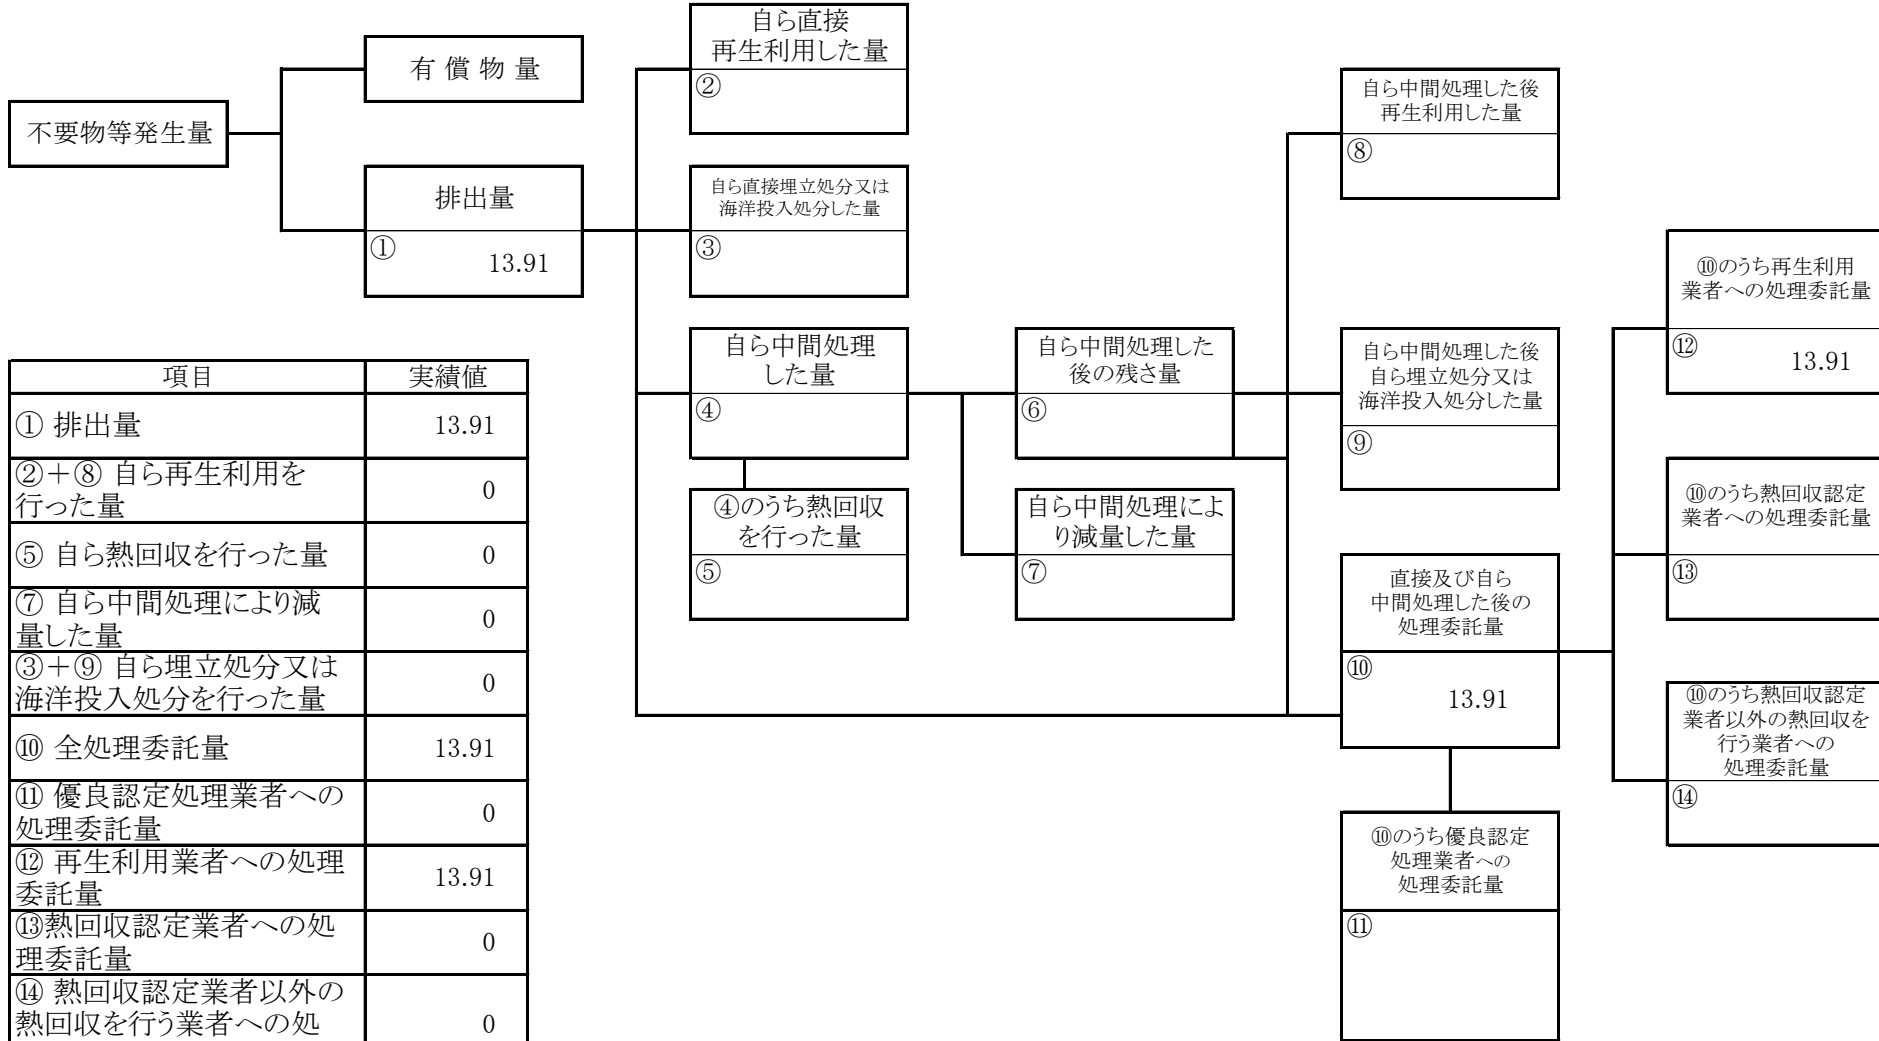 不要物等発生量
有 償 物 量
排出量
①
13.91
自ら直接
再生利用した量
②
自ら直接埋立処分又は
海洋投入処分した量
③
自ら中間処理
した量
④
④のうち熱回収
を行った量
⑤
自ら中間処理した
後の残さ量
⑥
自ら中間処理によ
り減量した量
⑦
自ら中間処理した後
再生利用した量
⑧
自ら中間処理した後
自ら埋立処分又は
海洋投入処分した量
⑨
直接及び自ら
中間処理した後の
処理委託量
⑩
13.91
⑩のうち優良認定
処理業者への
処理委託量
⑪
⑩のうち再生利用
業者への処理委託量
⑫
13.91
⑩のうち熱回収認定
業者への処理委託量
⑬
⑩のうち熱回収認定
業者以外の熱回収を
行う業者への
処理委託量
⑭
項目 実績値
① 排出量 13.91
②＋⑧ 自ら再生利用を
行った量 0
⑤ 自ら熱回収を行った量 0
⑦ 自ら中間処理により減
量した量 0
③＋⑨ 自ら埋立処分又は
海洋投入処分を行った量 0
⑩ 全処理委託量 13.91
⑪ 優良認定処理業者への
処理委託量 0
⑫ 再生利用業者への処理
委託量 13.91
⑬熱回収認定業者への処
理委託量 0
⑭ 熱回収認定業者以外の
熱回収を行う業者への処 0